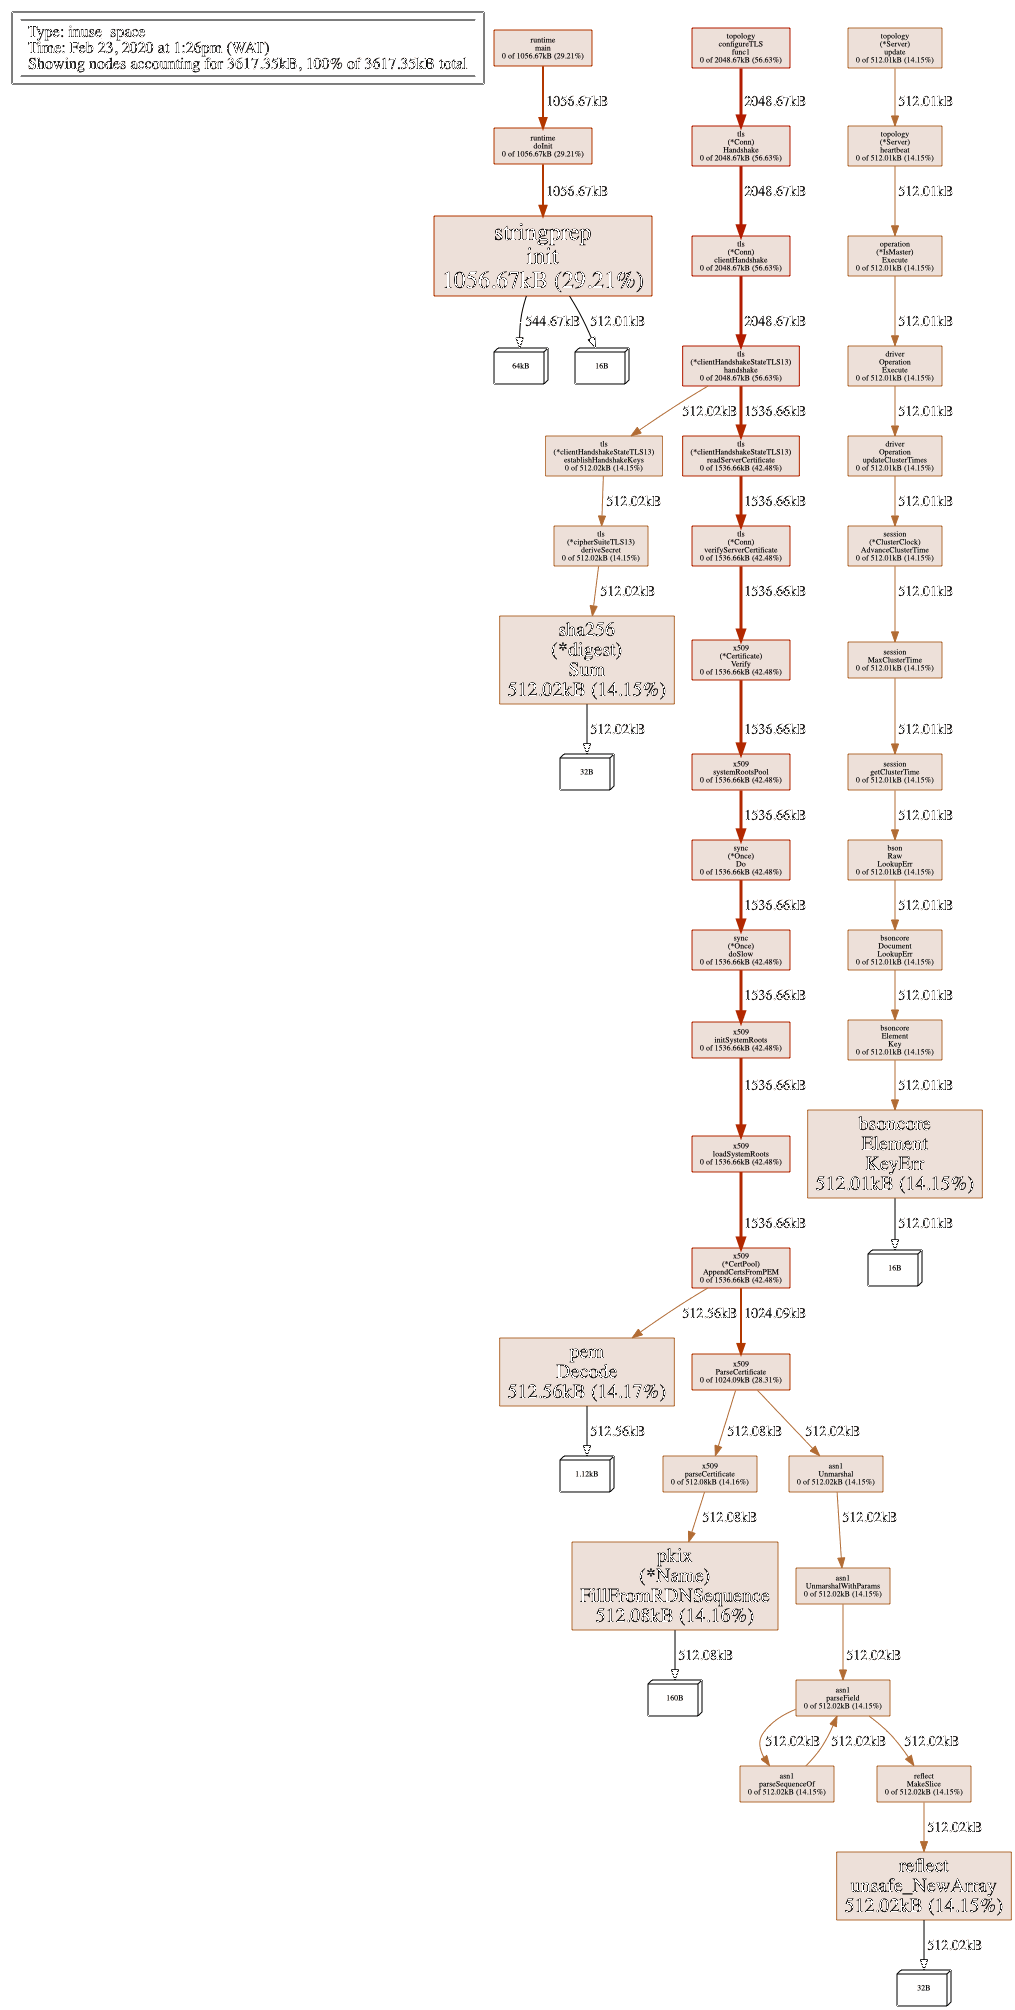 Type: inuse_space
Time: Feb 23, 2020 at 1:26pm (WAT)
Showing nodes accounting for 3617.35kB, 100% of 3617.35kB total
runtime
main
0 of 1056.67kB (29.21%)
1056.67kB
runtime
doInit
0 of 1056.67kB (29.21%)
1056.67kB
stringprep
init
1056.67kB (29.21%)
544.67kB
512.01kB
64kB
16B
topology
configureTLS
func1
0 of 2048.67kB (56.63%)
2048.67kB
tls
(*Conn)
Handshake
0 of 2048.67kB (56.63%)
2048.67kB
tls
(*Conn)
clientHandshake
0 of 2048.67kB (56.63%)
2048.67kB
tls
(*clientHandshakeStateTLS13)
handshake
0 of 2048.67kB (56.63%)
512.02kB
1536.66kB
tls
(*clientHandshakeStateTLS13)
establishHandshakeKeys
0 of 512.02kB (14.15%)
512.02kB
tls
(*cipherSuiteTLS13)
deriveSecret
0 of 512.02kB (14.15%)
512.02kB
sha256
(*digest)
Sum
512.02kB (14.15%)
512.02kB
32B
tls
(*clientHandshakeStateTLS13)
readServerCertificate
0 of 1536.66kB (42.48%)
1536.66kB
tls
(*Conn)
verifyServerCertificate
0 of 1536.66kB (42.48%)
1536.66kB
x509
(*Certificate)
Verify
0 of 1536.66kB (42.48%)
1536.66kB
x509
systemRootsPool
0 of 1536.66kB (42.48%)
1536.66kB
sync
(*Once)
Do
0 of 1536.66kB (42.48%)
1536.66kB
sync
(*Once)
doSlow
0 of 1536.66kB (42.48%)
1536.66kB
x509
initSystemRoots
0 of 1536.66kB (42.48%)
1536.66kB
x509
loadSystemRoots
0 of 1536.66kB (42.48%)
1536.66kB
x509
(*CertPool)
AppendCertsFromPEM
0 of 1536.66kB (42.48%)
512.56kB
1024.09kB
pem
Decode
512.56kB (14.17%)
512.56kB
1.12kB
x509
ParseCertificate
0 of 1024.09kB (28.31%)
512.08kB
512.02kB
x509
parseCertificate
0 of 512.08kB (14.16%)
512.08kB
pkix
(*Name)
FillFromRDNSequence
512.08kB (14.16%)
512.08kB
160B
asn1
Unmarshal
0 of 512.02kB (14.15%)
512.02kB
asn1
UnmarshalWithParams
0 of 512.02kB (14.15%)
512.02kB
asn1
parseField
0 of 512.02kB (14.15%)
512.02kB
512.02kB
512.02kB
asn1
parseSequenceOf
0 of 512.02kB (14.15%)
reflect
MakeSlice
0 of 512.02kB (14.15%)
512.02kB
reflect
unsafe_NewArray
512.02kB (14.15%)
512.02kB
32B
topology
(*Server)
update
0 of 512.01kB (14.15%)
512.01kB
topology
(*Server)
heartbeat
0 of 512.01kB (14.15%)
512.01kB
operation
(*IsMaster)
Execute
0 of 512.01kB (14.15%)
512.01kB
driver
Operation
Execute
0 of 512.01kB (14.15%)
512.01kB
driver
Operation
updateClusterTimes
0 of 512.01kB (14.15%)
512.01kB
session
(*ClusterClock)
AdvanceClusterTime
0 of 512.01kB (14.15%)
512.01kB
session
MaxClusterTime
0 of 512.01kB (14.15%)
512.01kB
session
getClusterTime
0 of 512.01kB (14.15%)
512.01kB
bson
Raw
LookupErr
0 of 512.01kB (14.15%)
512.01kB
bsoncore
Document
LookupErr
0 of 512.01kB (14.15%)
512.01kB
bsoncore
Element
Key
0 of 512.01kB (14.15%)
512.01kB
bsoncore
Element
KeyErr
512.01kB (14.15%)
512.01kB
16B